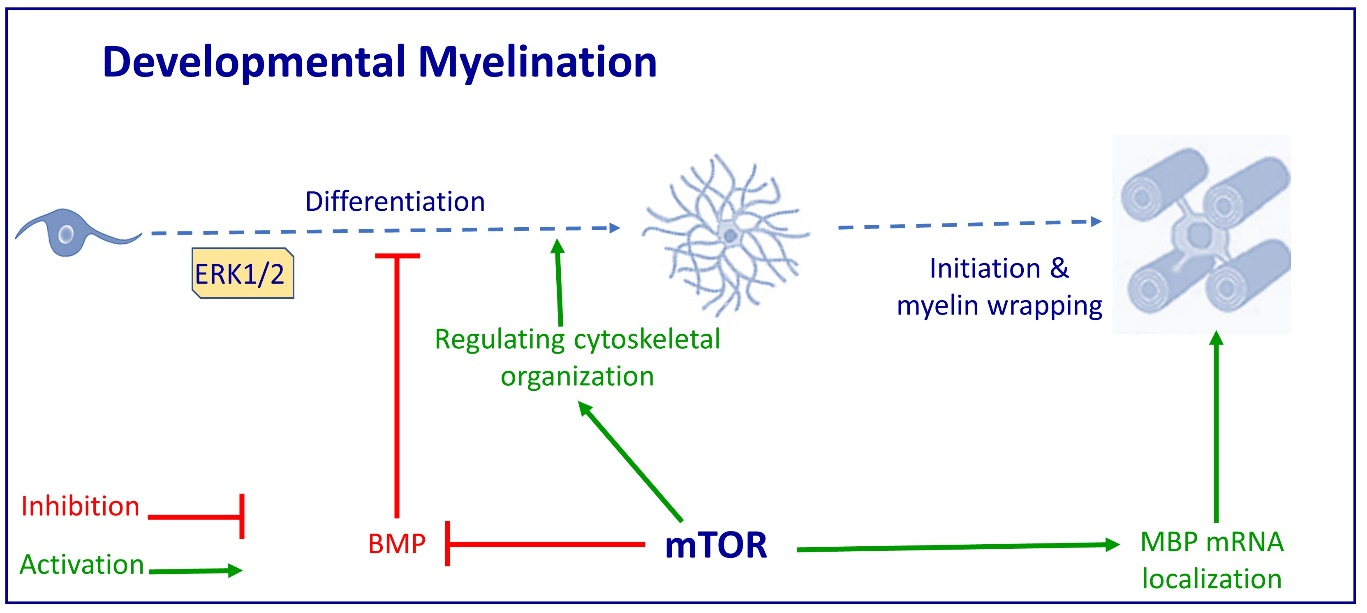 Developmental Myelination
Differentiation
ERK1/2
Initiation &
myelin wrapping
Regulating cytoskeletal
organization
Inhibition
Activation
BMP
mTOR
MBP mRNA
localization